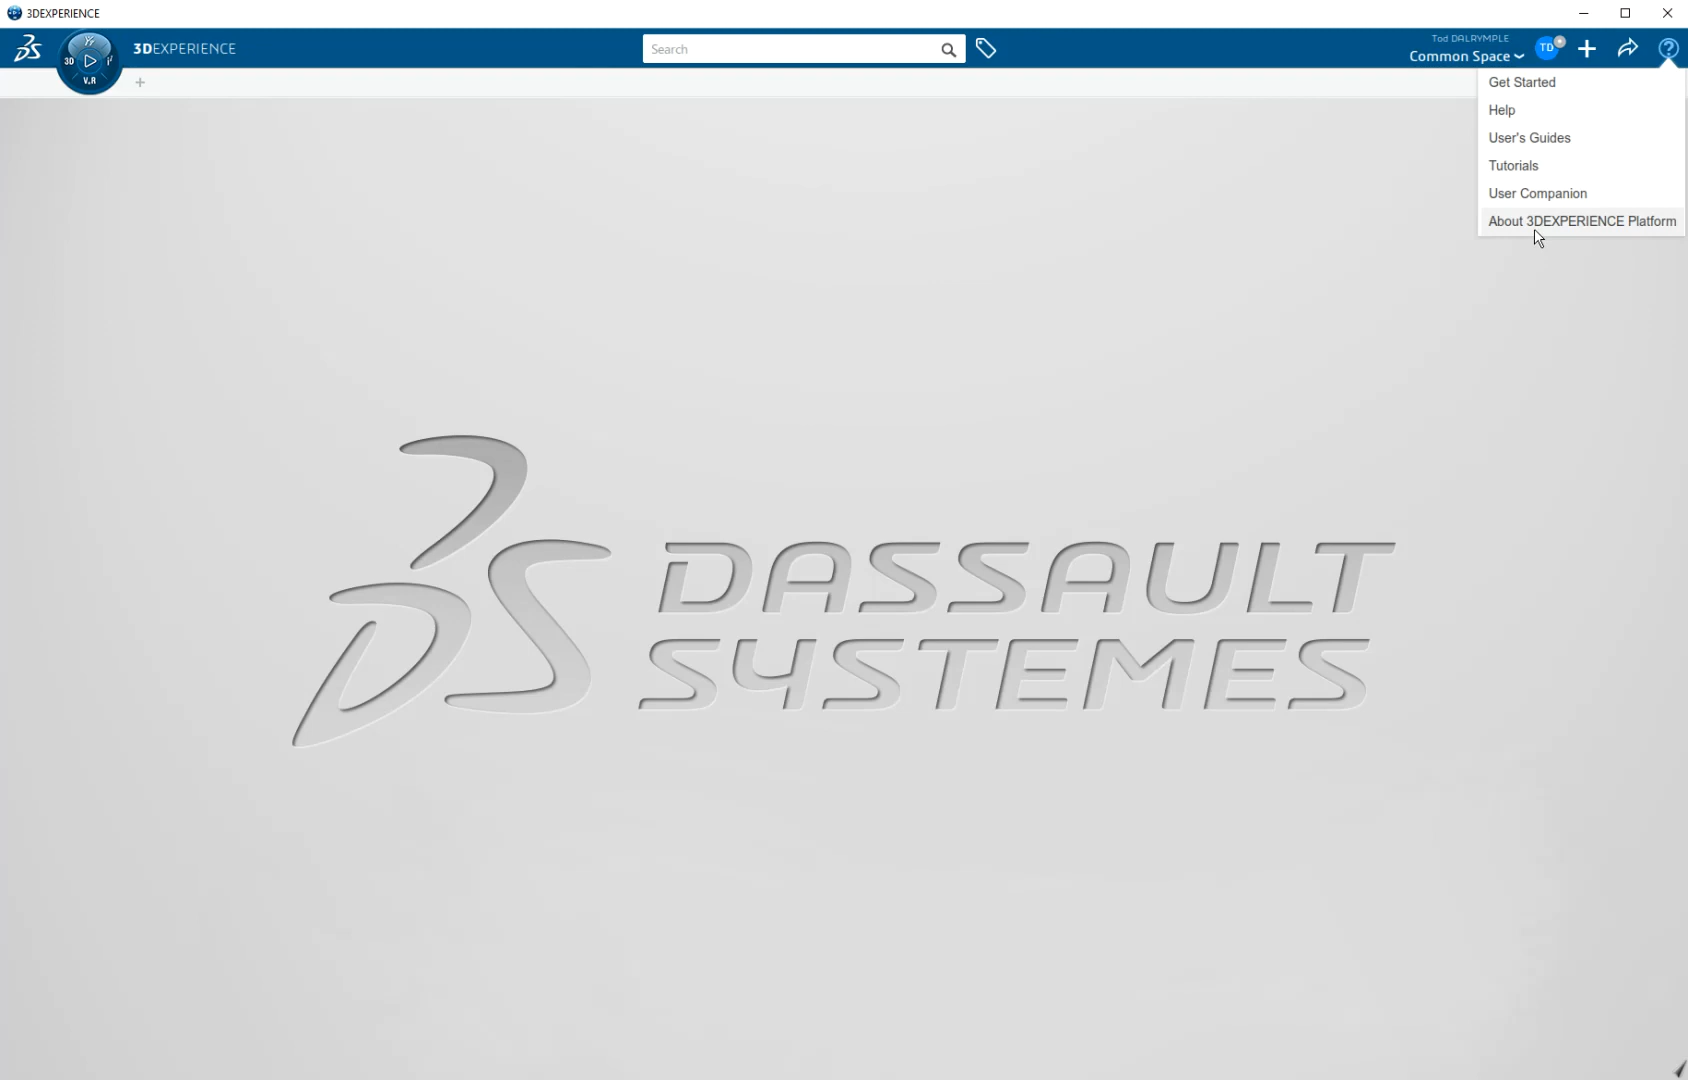 3DEXPERIENCE
3DEXPERIENCE
3D
V.R
Search
Tod DALRYMPLE
Common Space
TD
Get Started
Help
User's Guides
Tutorials
User Companion
About 3DEXPERIENCE Platform
DASSAULT
SYSTEMES